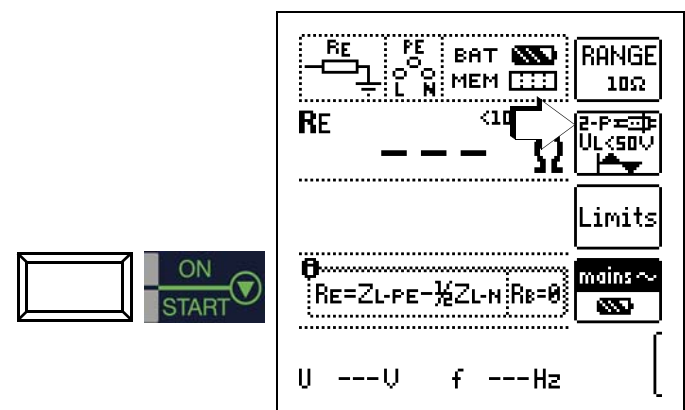 RE
PE
L N
BAT
MEM
RANGE
10Ω
RE
<10
--- Ω
2-P
UL<50V
Limits
ON
START
mains~
RE=ZL-PE-½ZL-N RB=0
U ---V f ---Hz